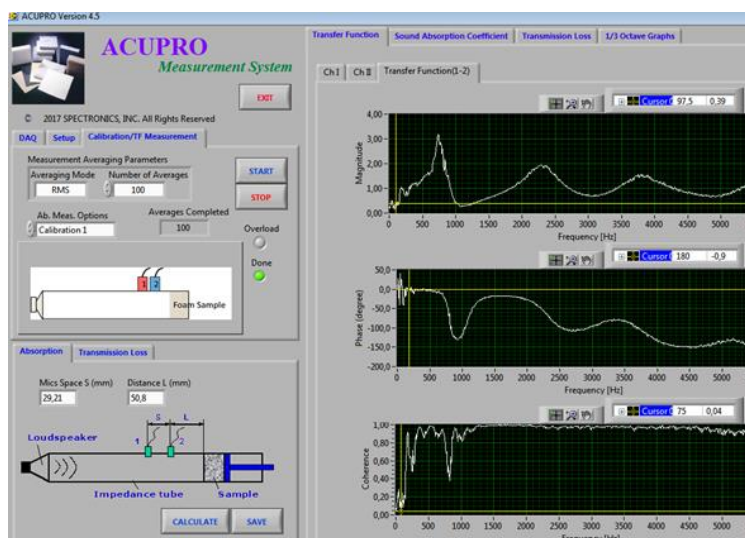 ACUPRO Version 4.5
ACUPRO
Measurement System
EXIT
© 2017 SPECTRONICS, INC. All Rights Reserved
DAQ Setup Calibration/TF Measurement
Measurement Averaging Parameters
Averaging Mode Number of Averages
RMS 100
START
STOP
Ab. Meas. Options Averages Completed
Calibration 1 100
Overload
Done
1 2
Foam Sample
Absorption Transmission Loss
Mics Space S (mm) Distance L (mm)
29,21 50,8
S L
Loudspeaker 1 2
Impedance tube Sample
CALCULATE SAVE
Transfer Function Sound Absorption Coefficient Transmission Loss 1/3 Octave Graphs
Ch I Ch II Transfer Function(1-2)
Cursor 97,5 0,39
Magnitude
4,00
3,00
2,00
1,00
0,00
0 500 1000 1500 2000 2500 3000 3500 4000 4500 5000
Frequency [Hz]
Cursor 180 -0,9
Phase (degree)
50,0
0,0
-50,0
-100,0
-150,0
-200,0
0 500 1000 1500 2000 2500 3000 3500 4000 4500 5000
Frequency [Hz]
Cursor 75 0,04
Coherence
1,00
0,80
0,60
0,40
0,20
0,00
0 500 1000 1500 2000 2500 3000 3500 4000 4500 5000
Frequency [Hz]